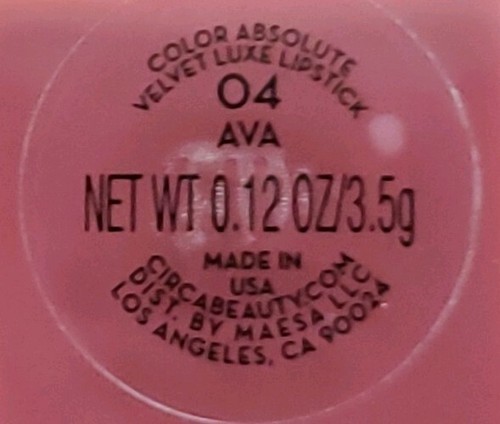 COLOR ABSOLUTE
VELVET LUXE LIPSTICK
04
AVA
NET WT 0.12 OZ/3.5g
MADE IN
USA
CIRCABEAUTY.COM
DIST. BY MAESA LLC
LOS ANGELES, CA 90024